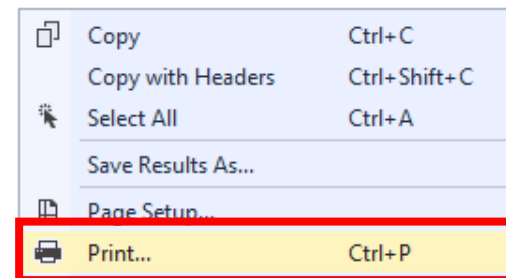 Copy Ctrl+C
Copy with Headers Ctrl+Shift+C
Select All Ctrl+A
Save Results As...
Page Setup...
Print... Ctrl+P